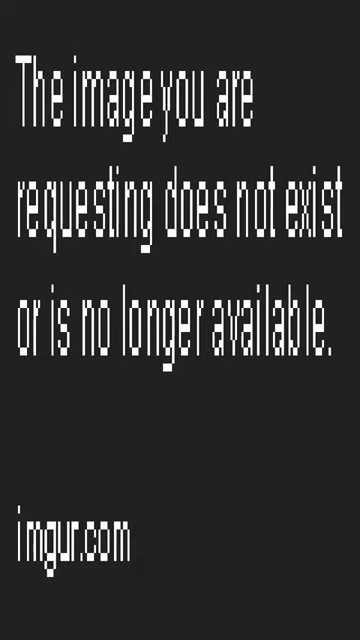 The image you are
requesting does not exist
or is no longer available.
imgur.com